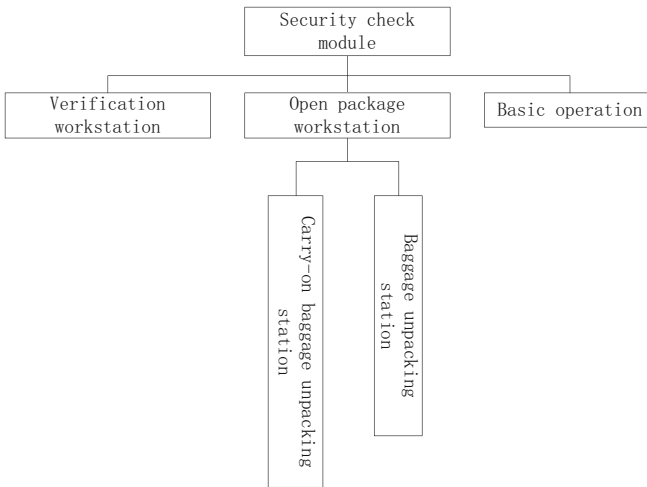 Security check
module
Verification
workstation
Open package
workstation
Basic operation
Carry-on baggage unpacking
station
Baggage unpacking
station